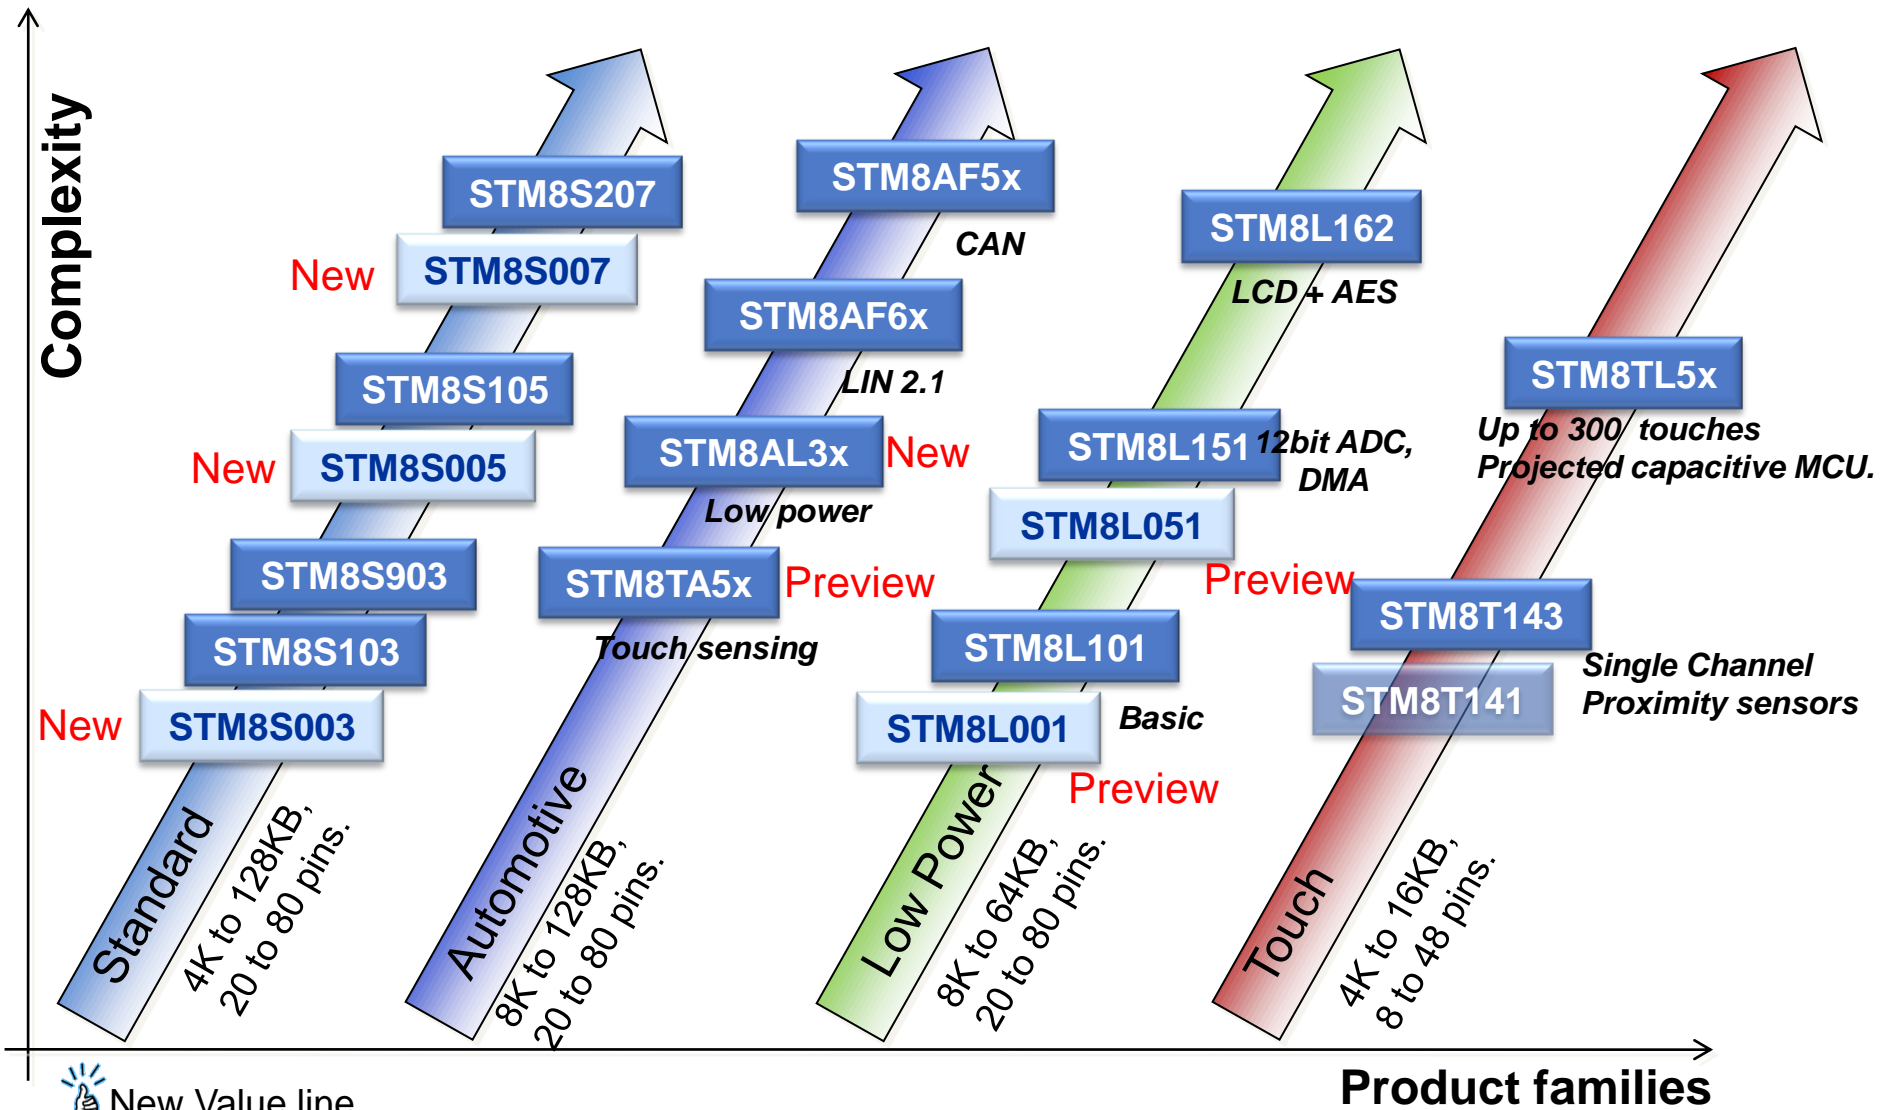 Complexity
STM8S207
New
STM8S007
STM8S105
New
STM8S005
STM8S903
STM8S103
New
STM8S003
Standard
4K to 128KB,
20 to 80 pins.
STM8AF5x
CAN
STM8AF6x
LIN 2.1
STM8AL3x
New
Low power
STM8TA5x
Preview
Touch sensing
Automotive
8K to 128KB,
20 to 80 pins.
STM8L162
LCD + AES
STM8L151
12bit ADC,
DMA
STM8L051
Preview
STM8L101
STM8L001
Basic
Preview
Low Power
8K to 64KB,
20 to 80 pins.
STM8TL5x
Up to 300 touches
Projected capacitive MCU.
STM8T143
STM8T141
Single Channel
Proximity sensors
Touch
4K to 16KB,
8 to 48 pins.
Product families
New Value line